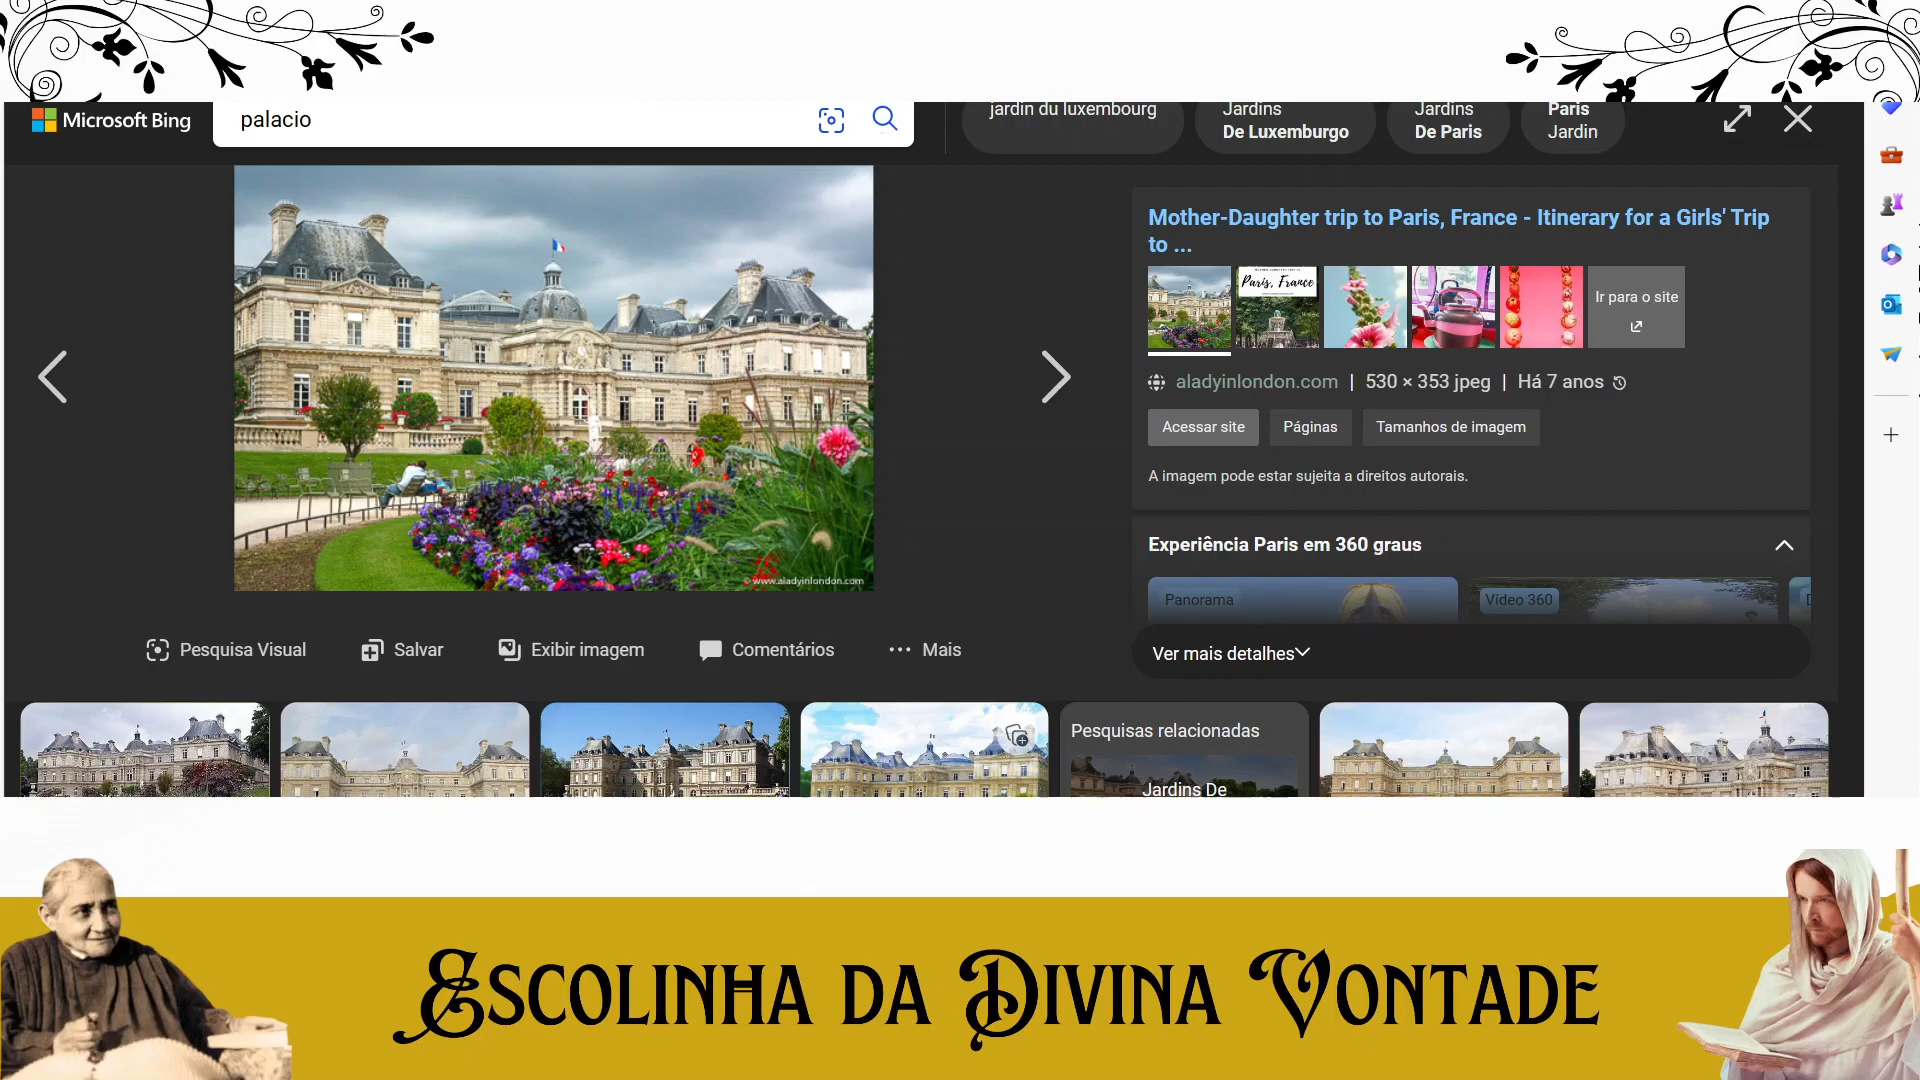 Microsoft Bing
palacio
jardin du luxembourg
Jardins
De Luxemburgo
Jardins
De Paris
Paris
Jardin
Mother-Daughter trip to Paris, France - Itinerary for a Girls' Trip
to ...
Paris, France
Ir para o site
aladyinlondon.com | 530 × 353 jpeg | Há 7 anos
Acessar site
Páginas
Tamanhos de imagem
A imagem pode estar sujeita a direitos autorais.
© www.aladyinlondon.com
Experiência Paris em 360 graus
Panorama
Vídeo 360
Ver mais detalhes
Pesquisa Visual
Salvar
Exibir imagem
Comentários
Mais
Pesquisas relacionadas
Jardins De
Escolinha da Divina Vontade